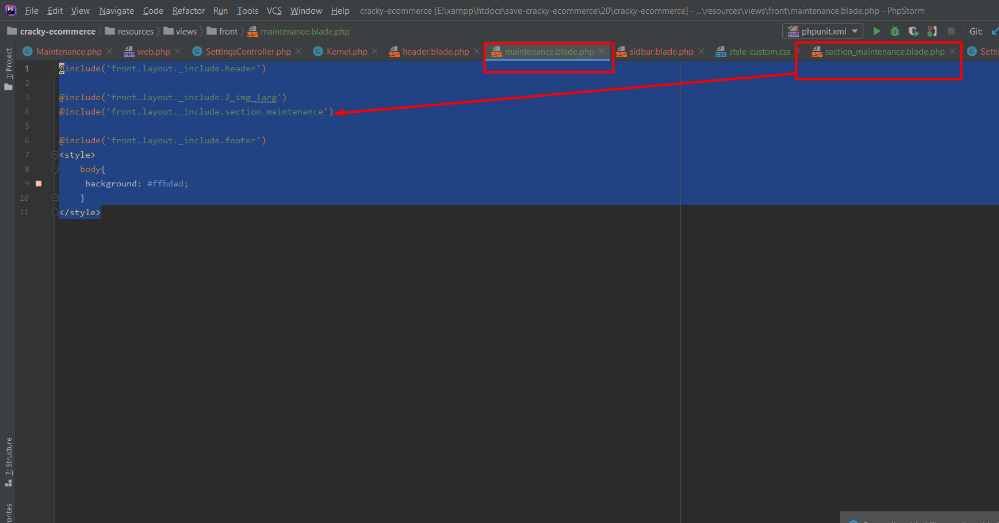 PS File Edit View Navigate Code Refactor Run Tools VCS Window Help cracky-ecommerce [E:\xampp\htdocs\save-cracky-ecommerce\20\cracky-ecommerce] - ...\resources\views\front\maintenance.blade.php - PhpStorm
cracky-ecommerce resources views front maintenance.blade.php phpunit.xml Git:
Maintenance.php web.php SettingsController.php Kernel.php header.blade.php maintenance.blade.php sidbar.blade.php style-custom.css section_maintenance.blade.php Setti
1: Project
1 @include('front.layout._include.header')
2
3 @include('front.layout._include.2_img_larg')
4 @include('front.layout._include.section_maintenance')
5
6 @include('front.layout._include.footer')
7 <style>
8 body{
9 background: #ffbdad;
10 }
11 </style>
7: Structure
orites